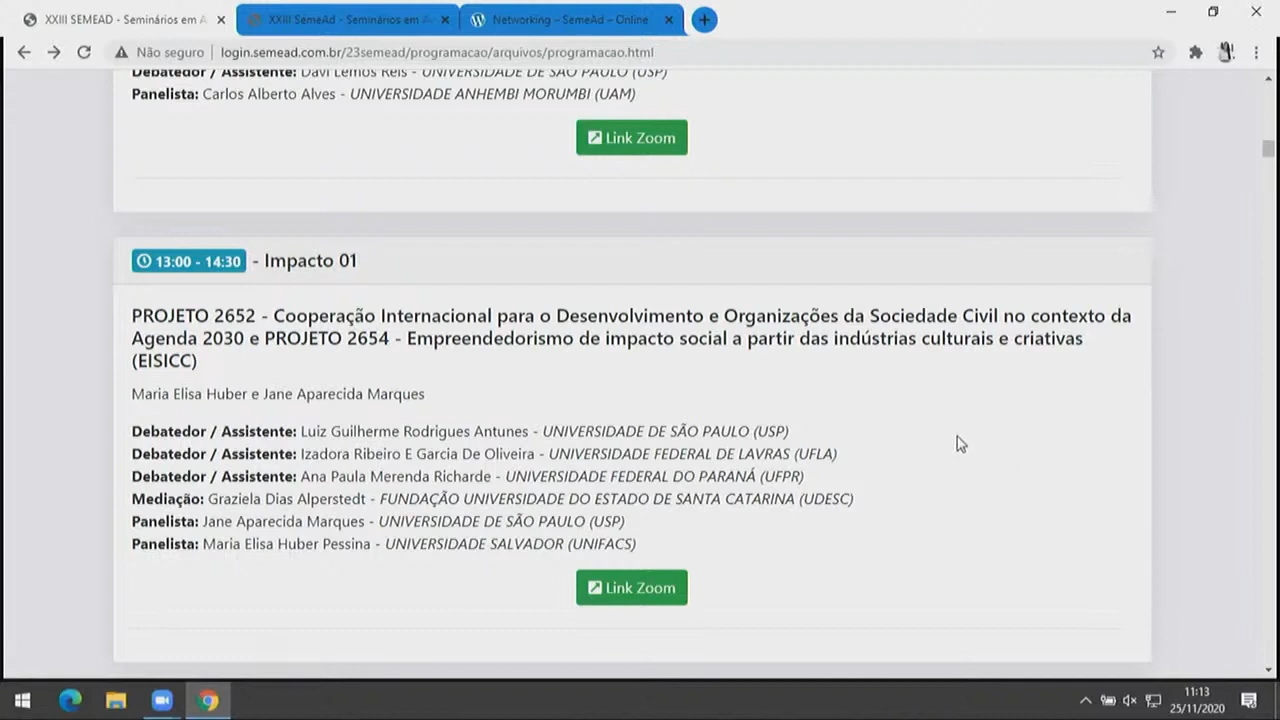 XXIII SEMEAD - Seminários em A
XXIII SemeAd - Seminários em A
Networking – SemeAd – Online
Não seguro
login.semead.com.br/23semead/programacao/arquivos/programacao.html
Debatedor / Assistente: Davi Lemos Reis - UNIVERSIDADE DE SÃO PAULO (USP)
Panelista: Carlos Alberto Alves - UNIVERSIDADE ANHEMBI MORUMBI (UAM)
Link Zoom
13:00 - 14:30 - Impacto 01
PROJETO 2652 - Cooperação Internacional para o Desenvolvimento e Organizações da Sociedade Civil no contexto da
Agenda 2030 e PROJETO 2654 - Empreendedorismo de impacto social a partir das indústrias culturais e criativas
(EISICC)
Maria Elisa Huber e Jane Aparecida Marques
Debatedor / Assistente: Luiz Guilherme Rodrigues Antunes - UNIVERSIDADE DE SÃO PAULO (USP)
Debatedor / Assistente: Izadora Ribeiro E Garcia De Oliveira - UNIVERSIDADE FEDERAL DE LAVRAS (UFLA)
Debatedor / Assistente: Ana Paula Merenda Richarde - UNIVERSIDADE FEDERAL DO PARANÁ (UFPR)
Mediação: Graziela Dias Alperstedt - FUNDAÇÃO UNIVERSIDADE DO ESTADO DE SANTA CATARINA (UDESC)
Panelista: Jane Aparecida Marques - UNIVERSIDADE DE SÃO PAULO (USP)
Panelista: Maria Elisa Huber Pessina - UNIVERSIDADE SALVADOR (UNIFACS)
Link Zoom
11:13
25/11/2020